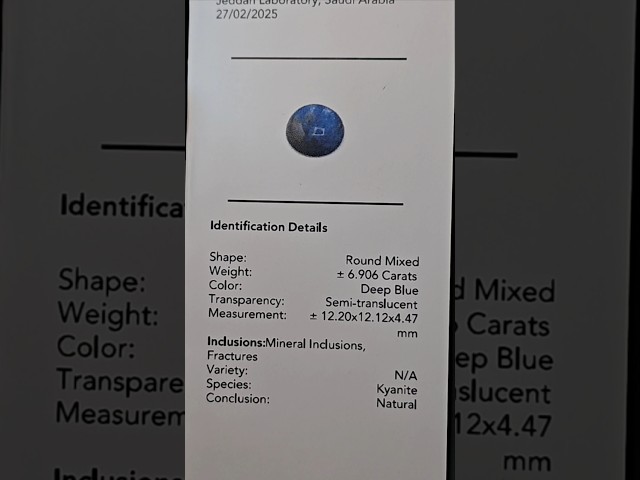 Jeddah Laboratory, Saudi Arabia
27/02/2025
Identification Details
Shape: Round Mixed
Weight: ± 6.906 Carats
Color: Deep Blue
Transparency: Semi-translucent
Measurement: ± 12.20x12.12x4.47
mm
Inclusions:Mineral Inclusions,
Fractures
Variety: N/A
Species: Kyanite
Conclusion: Natural